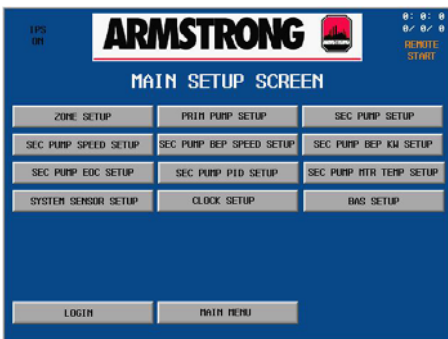 IPS
ON
ARMSTRONG
ARMSTRONG
0: 0: 0
0/ 0/ 0
REMOTE
START
MAIN SETUP SCREEN
ZONE SETUP
PRIM PUMP SETUP
SEC PUMP SETUP
SEC PUMP SPEED SETUP
SEC PUMP BEP SPEED SETUP
SEC PUMP BEP KW SETUP
SEC PUMP EOC SETUP
SEC PUMP PID SETUP
SEC PUMP MTR TEMP SETUP
SYSTEM SENSOR SETUP
CLOCK SETUP
BAS SETUP
LOGIN
MAIN MENU